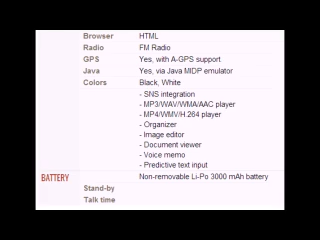 Browser HTML
Radio FM Radio
GPS Yes, with A-GPS support
Java Yes, via Java MIDP emulator
Colors Black, White
- SNS integration
- MP3/WAV/WMA/AAC player
- MP4/WMV/H.264 player
- Organizer
- Image editor
- Document viewer
- Voice memo
- Predictive text input
BATTERY Non-removable Li-Po 3000 mAh battery
Stand-by
Talk time